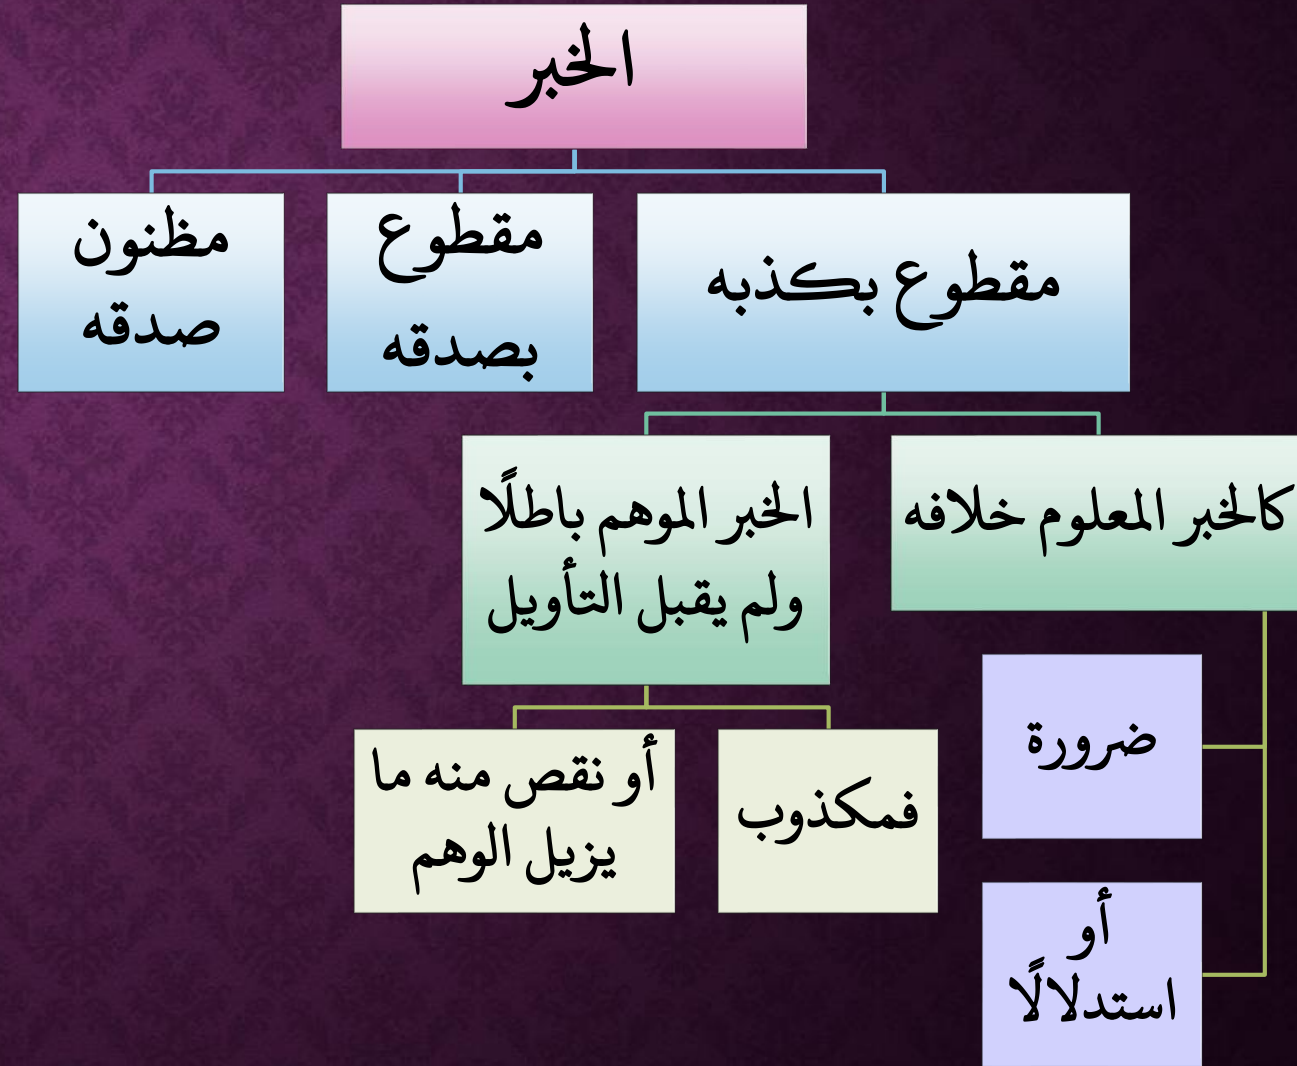 الخبر
مقطوع بكذبه
مقطوع
بصدقه
مظنون
صدقه
كالخبر المعلوم خلافه
الخبر الموهم باطلًا
ولم يقبل التأويل
ضرورة
أو
استدلالًا
فمكذوب
أو نقص منه ما
يزيل الوهم